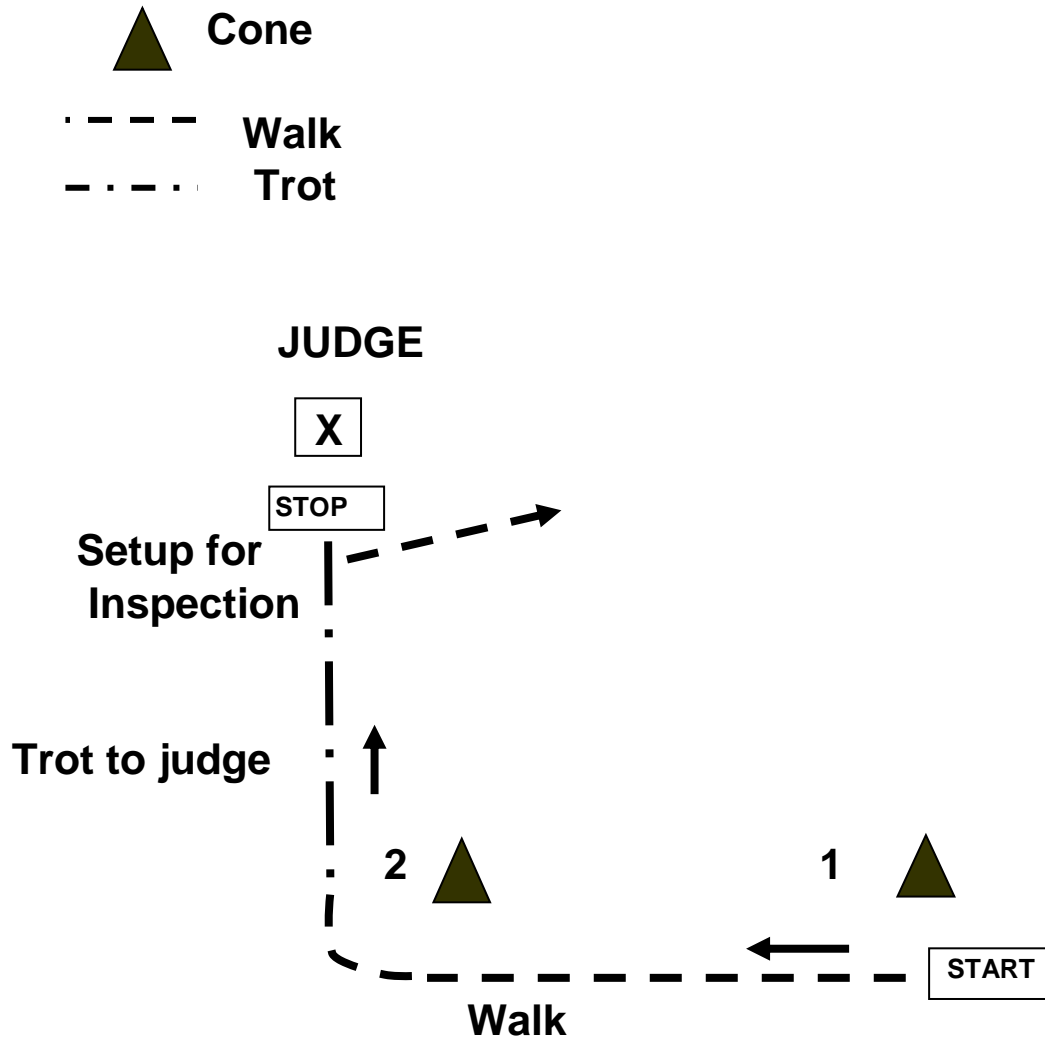 Cone
Walk
Trot
JUDGE
X
STOP
Setup for
Inspection
Trot to judge
2
1
START
Walk